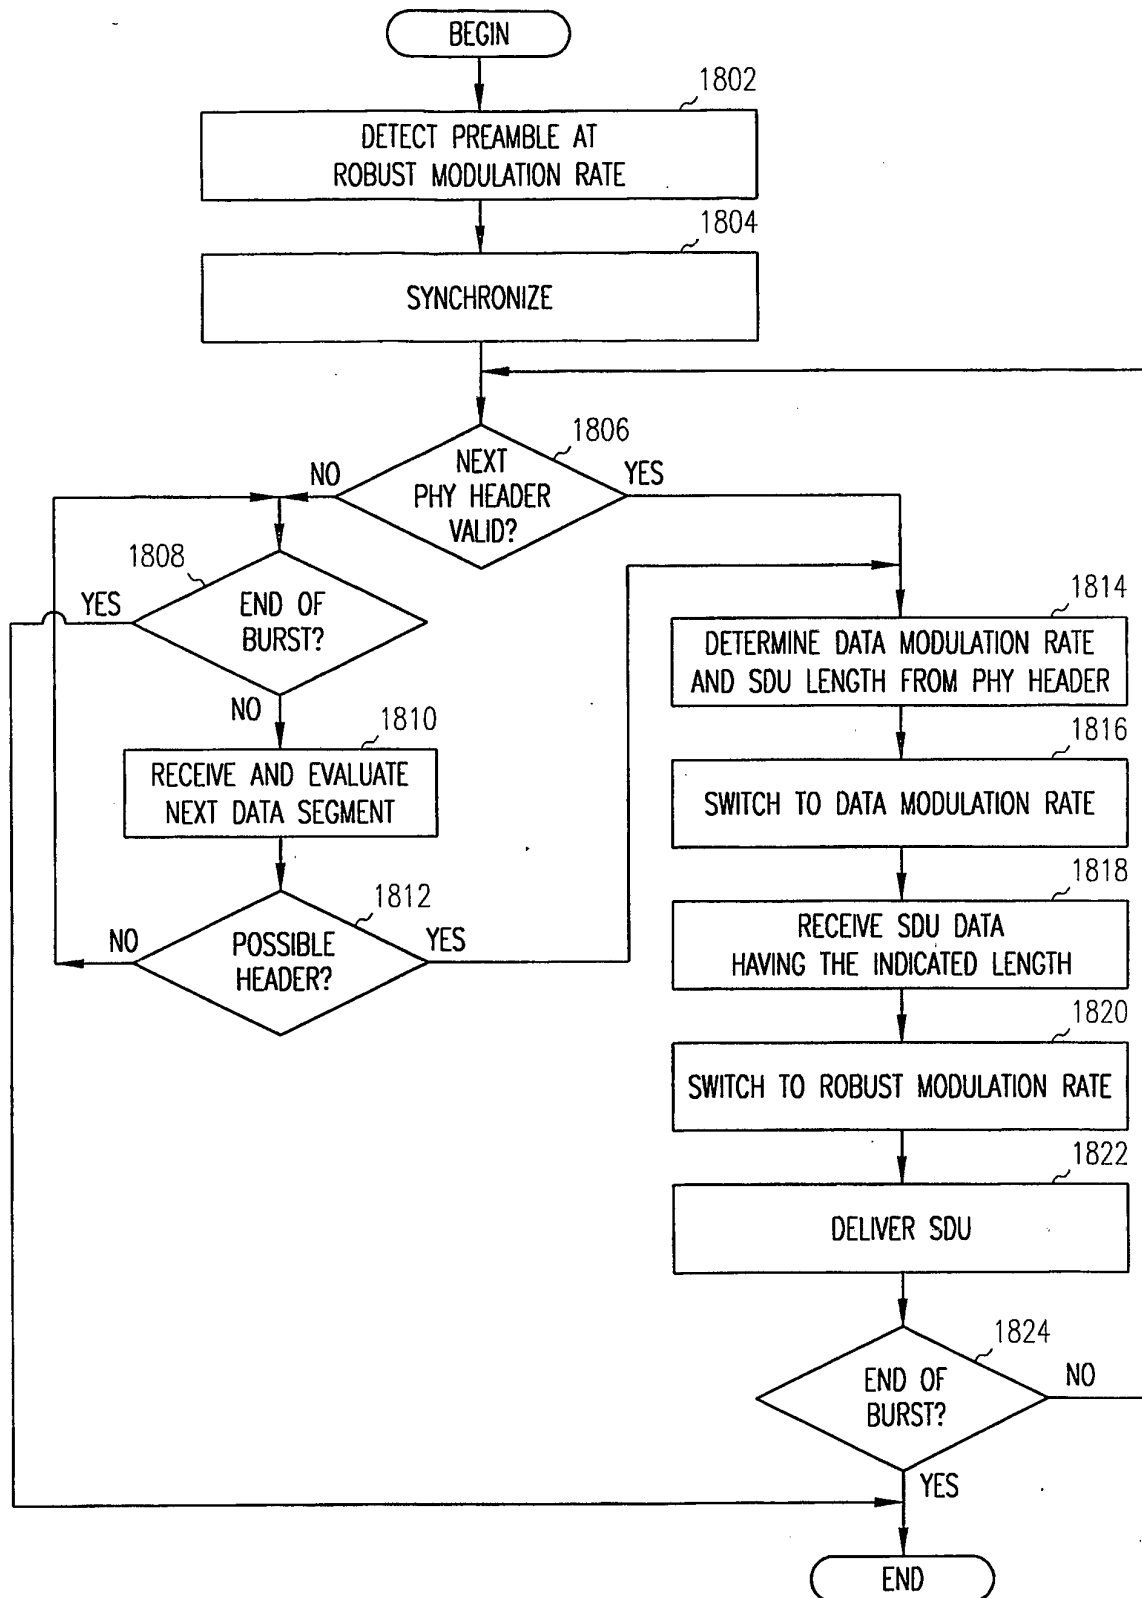 BEGIN
1802
DETECT PREAMBLE AT
ROBUST MODULATION RATE
1804
SYNCHRONIZE
1806
NEXT
PHY HEADER
VALID?
NO
YES
1808
END OF
BURST?
YES
NO
1810
RECEIVE AND EVALUATE
NEXT DATA SEGMENT
1812
POSSIBLE
HEADER?
NO
YES
1814
DETERMINE DATA MODULATION RATE
AND SDU LENGTH FROM PHY HEADER
1816
SWITCH TO DATA MODULATION RATE
1818
RECEIVE SDU DATA
HAVING THE INDICATED LENGTH
1820
SWITCH TO ROBUST MODULATION RATE
1822
DELIVER SDU
1824
END OF
BURST?
NO
YES
END